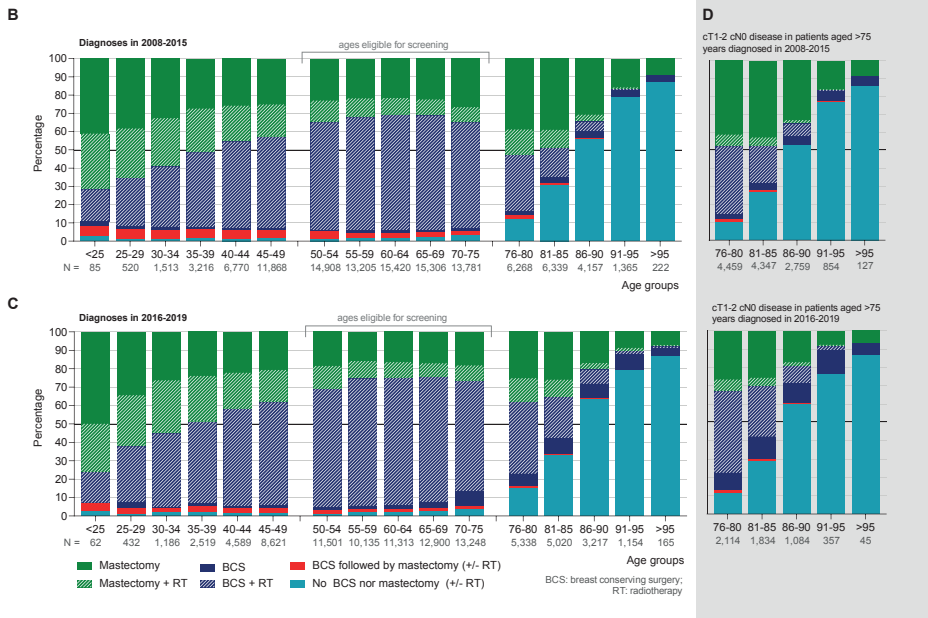 B
Diagnoses in 2008-2015
ages eligible for screening
Percentage
100
90
80
70
60
50
40
30
20
10
0
<25 25-29 30-34 35-39 40-44 45-49 50-54 55-59 60-64 65-69 70-75 76-80 81-85 86-90 91-95 >95
N = 85 520 1,513 3,216 6,770 11,868 14,908 13,205 15,420 15,306 13,781 6,268 6,339 4,157 1,365 222
Age groups
C
Diagnoses in 2016-2019
ages eligible for screening
Percentage
100
90
80
70
60
50
40
30
20
10
0
<25 25-29 30-34 35-39 40-44 45-49 50-54 55-59 60-64 65-69 70-75 76-80 81-85 86-90 91-95 >95
N = 62 432 1,186 2,519 4,589 8,621 11,501 10,135 11,313 12,900 13,248 5,338 5,020 3,217 1,154 165
Age groups
Mastectomy
Mastectomy + RT
BCS
BCS + RT
BCS followed by mastectomy (+/- RT)
No BCS nor mastectomy (+/- RT)
BCS: breast conserving surgery;
RT: radiotherapy
D
cT1-2 cN0 disease in patients aged >75
years diagnosed in 2008-2015
76-80 81-85 86-90 91-95 >95
4,459 4,347 2,759 854 127
cT1-2 cN0 disease in patients aged >75
years diagnosed in 2016-2019
76-80 81-85 86-90 91-95 >95
2,114 1,834 1,084 357 45